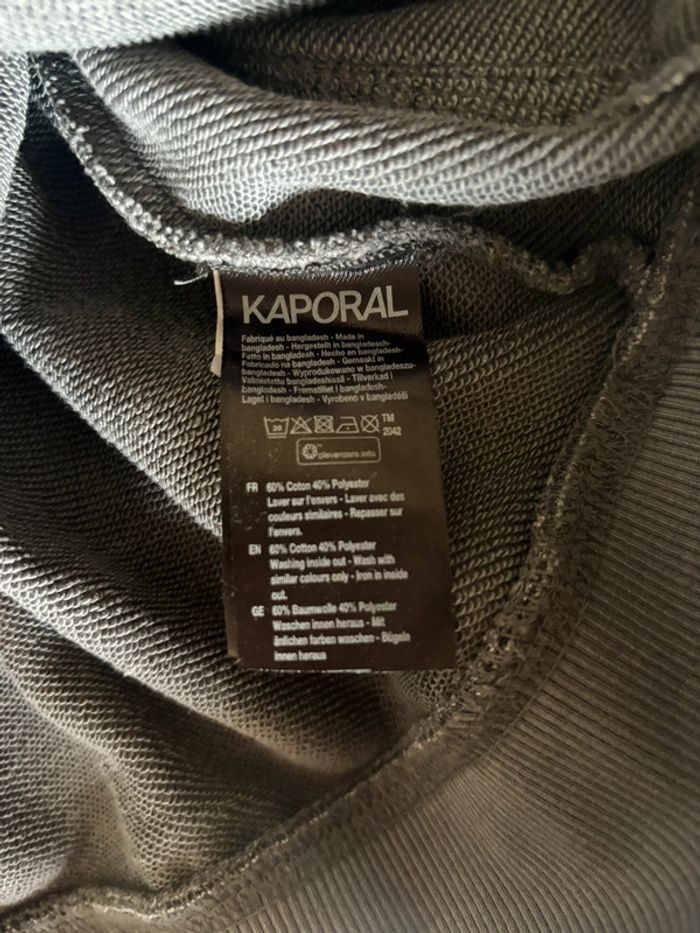 KAPORAL
Fabriqué au bangladesh - Made in
bangladesh - Hergestellt in bangladesch-
Fatto in bangladesh - Hecho en bangladesh -
Fabricado na bangladesh - Gemaakt in
bangladesh - Wyprodukowano w bangladeszu-
Valmistettu bangladeshissä - Tillverkad i
bangladesh - Fremstillet i bangladesh-
Laget i bangladesh - Vyrobeno v bangladéši
30 TM
2042
clevercare.info
FR 60% Coton 40% Polyester
Laver sur l'envers - Laver avec des
couleurs similaires - Repasser sur
l'envers.
EN 60% Cotton 40% Polyester
Washing inside out - Wash with
similar colours only - Iron in inside
out.
GE 60% Baumwolle 40% Polyester
Waschen innen heraus - Mit
änlichen farben waschen - Bügeln
innen heraus